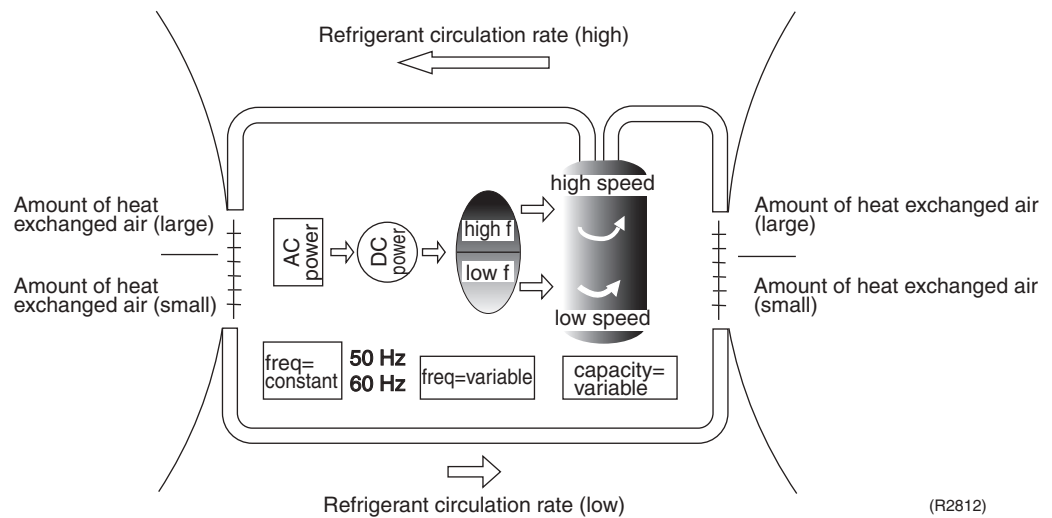 Refrigerant circulation rate (high)
high speed
Amount of heat
exchanged air (large)
Amount of heat exchanged air
(large)
AC
power
DC
power
high f
low f
Amount of heat
exchanged air (small)
Amount of heat exchanged air
(small)
low speed
freq=
constant
50 Hz
60 Hz
freq=variable
capacity=
variable
Refrigerant circulation rate (low)
(R2812)